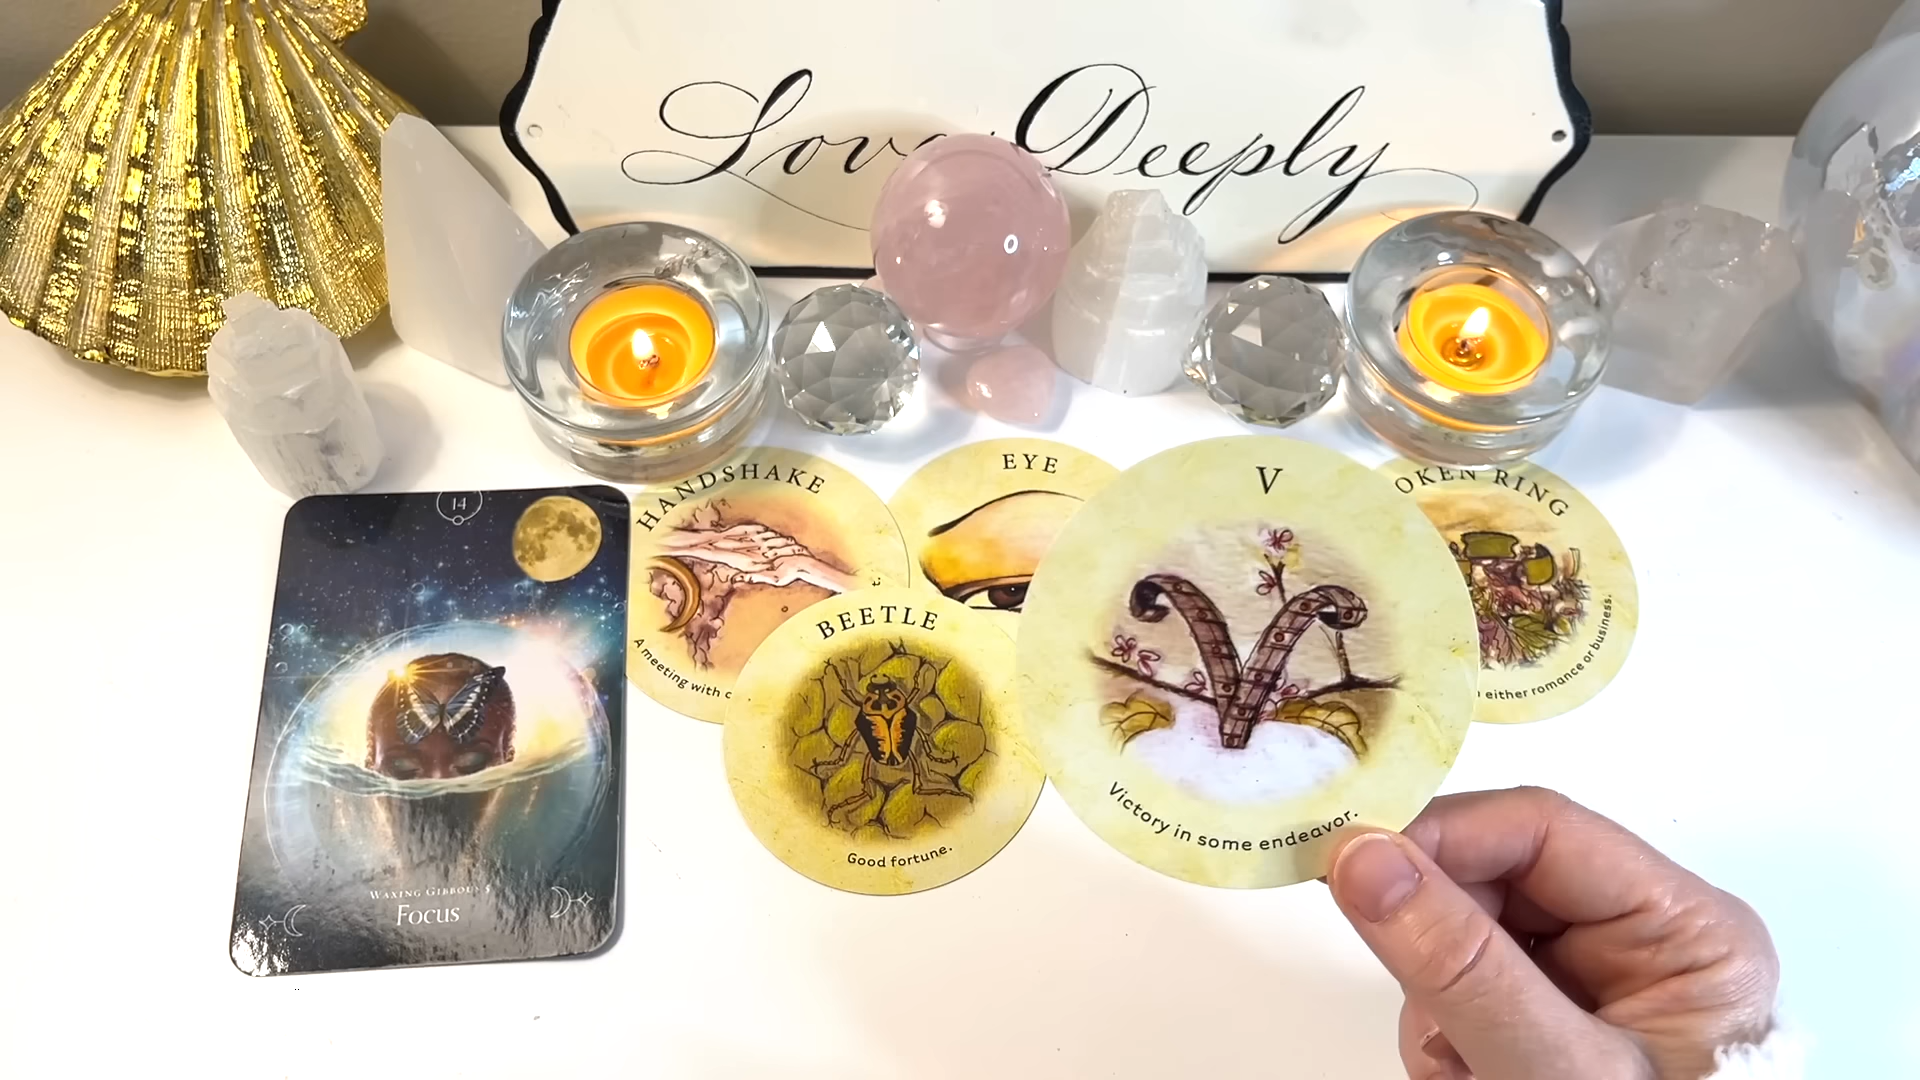 Love Deeply
14
WAXING GIBBOUS
Focus
HANDSHAKE
A meeting with
EYE
BEETLE
Good fortune.
V
Victory in some endeavor.
OKEN RING
either romance or business.